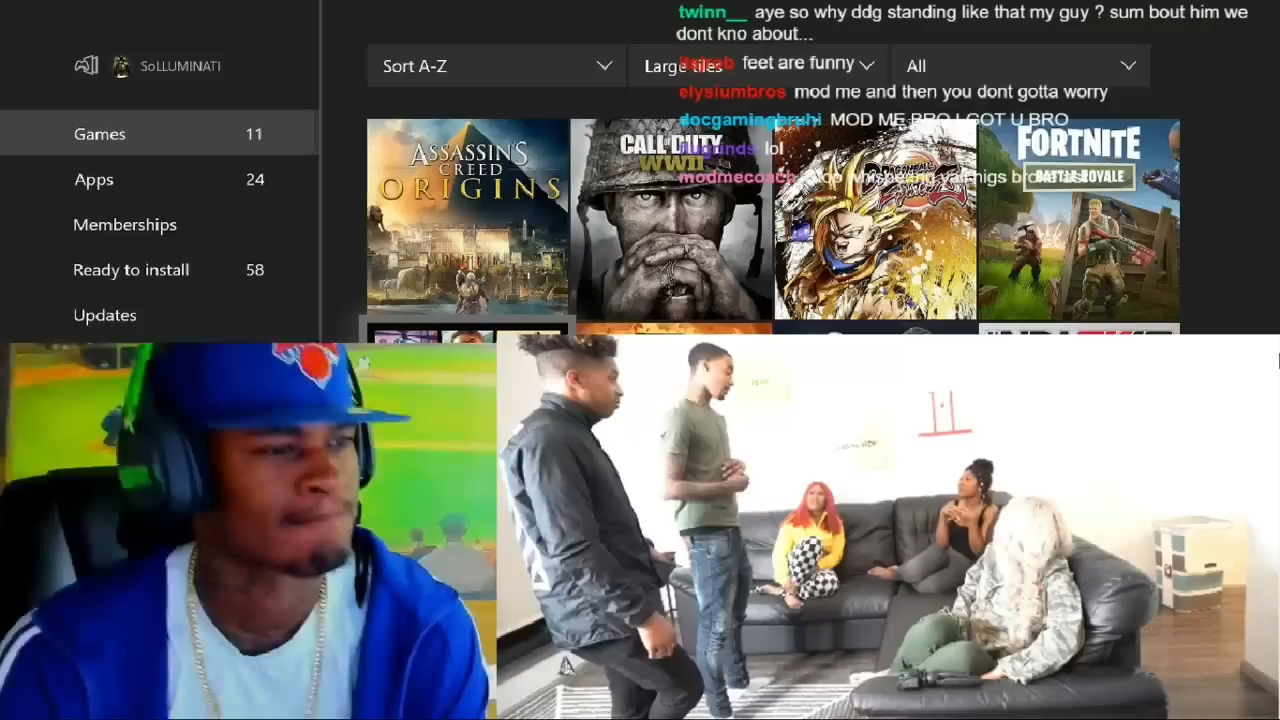 twinn__ aye so why ddg standing like that my guy ? sum bout him we
dont kno about...
SoLLUMINATI
Sort A-Z
Large tiles
All
feet are funny
elysiumbros mod me and then you dont gotta worry
docgamingbruhi MOD ME BRO I GOT U BRO
lol
modmecoach
Games 11
Apps 24
Memberships
Ready to install 58
Updates
ASSASSIN'S
CREED
ORIGINS
CALL OF DUTY
WWII
FORTNITE
BATTLE ROYALE